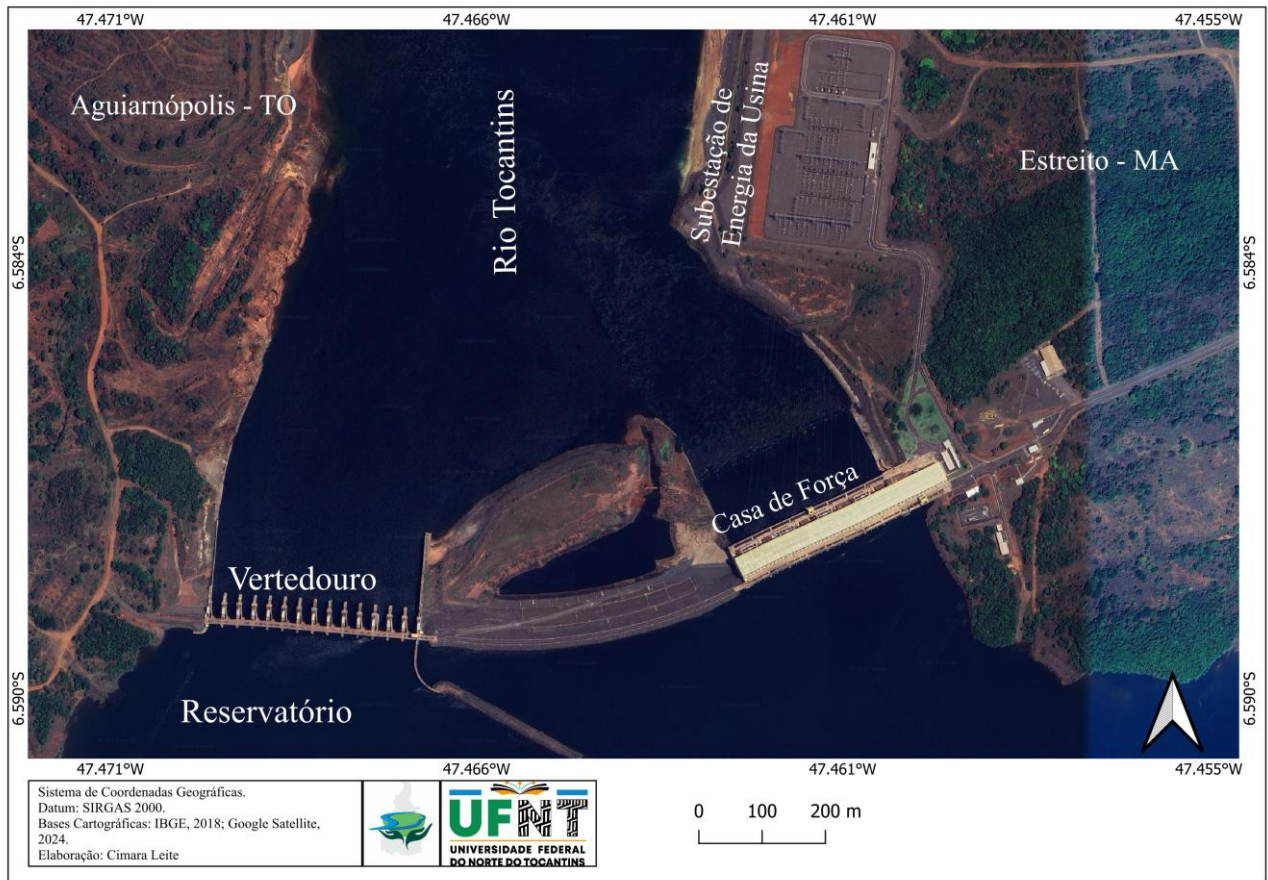 47.471°W 47.466°W 47.461°W 47.455°W
Aguiarnópolis - TO
Rio Tocantins
Subestação de
Energia da Usina
Estreito - MA
6.584°S 6.584°S
Casa de Força
Vertedouro
Reservatório
6.590°S 6.590°S
47.471°W 47.466°W 47.461°W 47.455°W
Sistema de Coordenadas Geográficas.
Datum: SIRGAS 2000.
Bases Cartográficas: IBGE, 2018; Google Satellite,
2024.
Elaboração: Cimara Leite
UFNT
UNIVERSIDADE FEDERAL
DO NORTE DO TOCANTINS
0 100 200 m